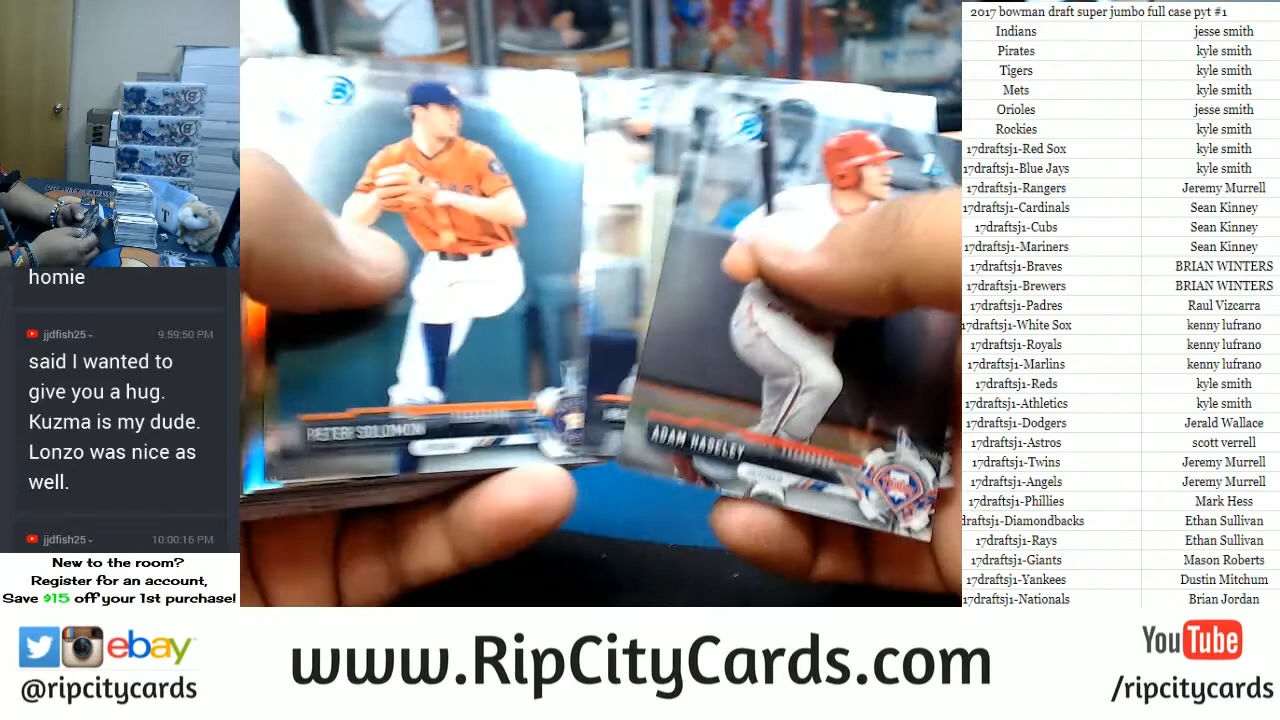 homie
jjdfish25 -
9:59:50 PM
said I wanted to
give you a hug.
Kuzma is my dude.
Lonzo was nice as
well.
jjdfish25 -
10:00:16 PM
New to the room?
Register for an account,
Save $15 off your 1st purchase!
PETER SOLOMON
ADAM HASELEY
2017 bowman draft super jumbo full case pyt #1
Indians jesse smith
Pirates kyle smith
Tigers kyle smith
Mets kyle smith
Orioles jesse smith
Rockies kyle smith
17draftsj1-Red Sox kyle smith
17draftsj1-Blue Jays kyle smith
17draftsj1-Rangers Jeremy Murrell
17draftsj1-Cardinals Sean Kinney
17draftsj1-Cubs Sean Kinney
17draftsj1-Mariners Sean Kinney
17draftsj1-Braves BRIAN WINTERS
17draftsj1-Brewers BRIAN WINTERS
17draftsj1-Padres Raul Vizcarra
17draftsj1-White Sox kenny lufrano
17draftsj1-Royals kenny lufrano
17draftsj1-Marlins kenny lufrano
17draftsj1-Reds kyle smith
17draftsj1-Athletics kyle smith
17draftsj1-Dodgers Jerald Wallace
17draftsj1-Astros scott verrell
17draftsj1-Twins Jeremy Murrell
17draftsj1-Angels Jeremy Murrell
17draftsj1-Phillies Mark Hess
draftsj1-Diamondbacks Ethan Sullivan
17draftsj1-Rays Ethan Sullivan
17draftsj1-Giants Mason Roberts
17draftsj1-Yankees Dustin Mitchum
17draftsj1-Nationals Brian Jordan
ebay
@ripcitycards
www.RipCityCards.com
YouTube
/ripcitycards